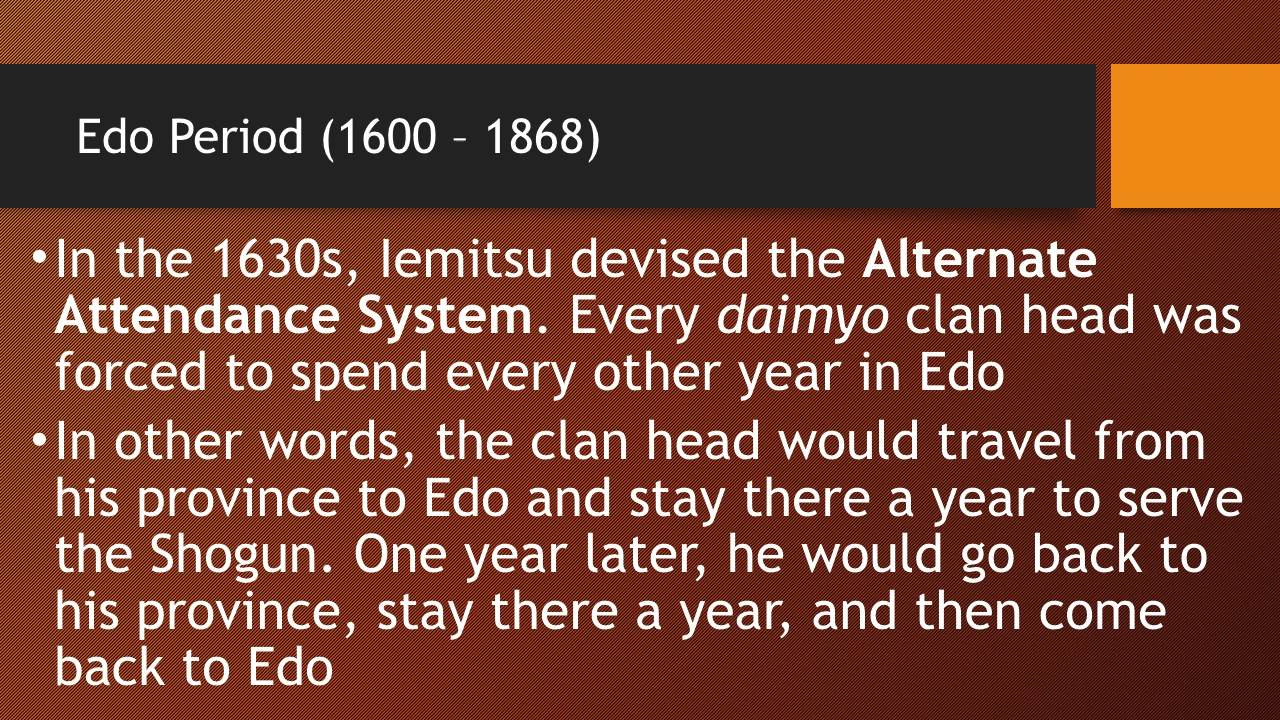 Edo Period (1600 – 1868)
•In the 1630s, Iemitsu devised the Alternate
Attendance System. Every daimyo clan head was
forced to spend every other year in Edo
•In other words, the clan head would travel from
his province to Edo and stay there a year to serve
the Shogun. One year later, he would go back to
his province, stay there a year, and then come
back to Edo